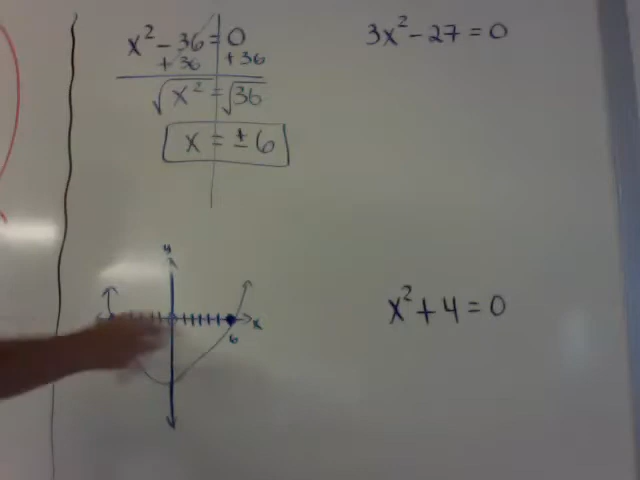 x² - 36 = 0
+ 36 + 36
√x² = √36
x = ± 6
3x² - 27 = 0
y
x
6
x² + 4 = 0